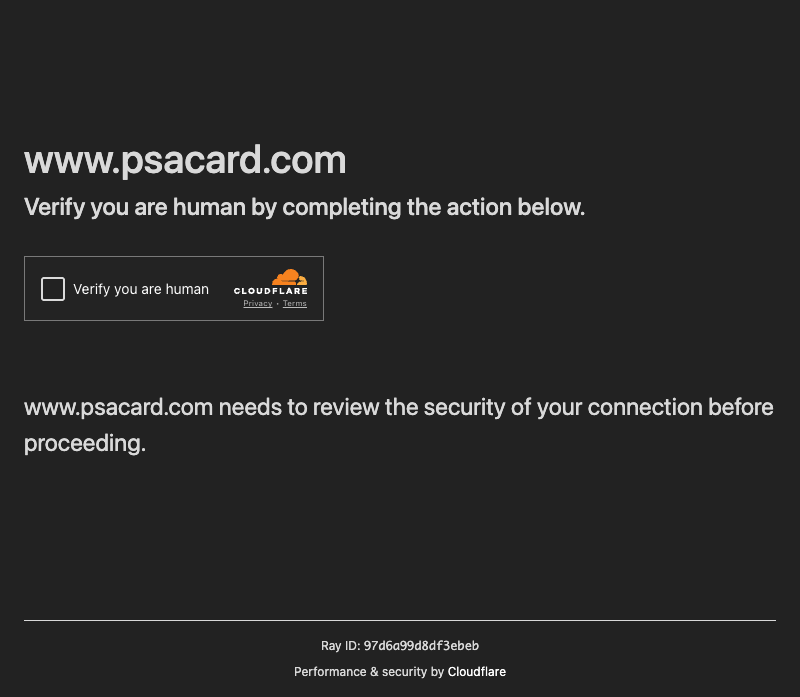 www.psacard.com
Verify you are human by completing the action below.
Verify you are human
CLOUDFLARE
Privacy • Terms
www.psacard.com needs to review the security of your connection before
proceeding.
Ray ID: 97d6a99d8df3ebeb
Performance & security by Cloudflare